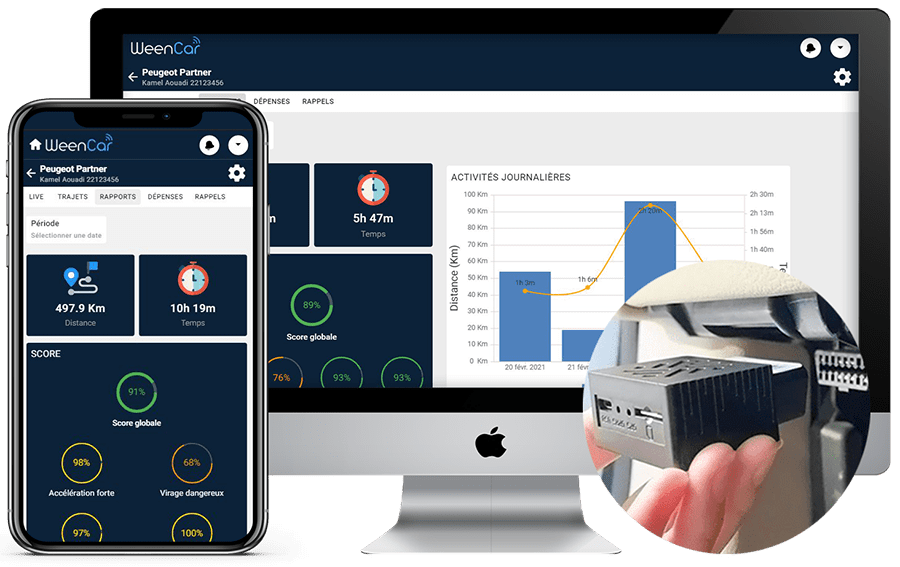 WeenCar
Peugeot Partner
Kamel Aouadi 22123456
DÉPENSES
RAPPELS
5h 47m
Temps
89%
Score globale
76%
93%
93%
ACTIVITÉS JOURNALIÈRES
100 Km
90 Km
80 Km
70 Km
60 Km
50 Km
40 Km
30 Km
20 Km
10 Km
0 Km
Distance (Km)
2h 30m
2h 13m
1h 56m
1h 40m
1h 3m
1h 6m
2h 20m
20 févr. 2021
21 févr
WeenCar
Peugeot Partner
Kamel Aouadi 22123456
LIVE
TRAJETS
RAPPORTS
DÉPENSES
RAPPELS
Période
Sélectionner une date
497.9 Km
Distance
10h 19m
Temps
SCORE
91%
Score globale
98%
Accélération forte
68%
Virage dangereux
97%
100%